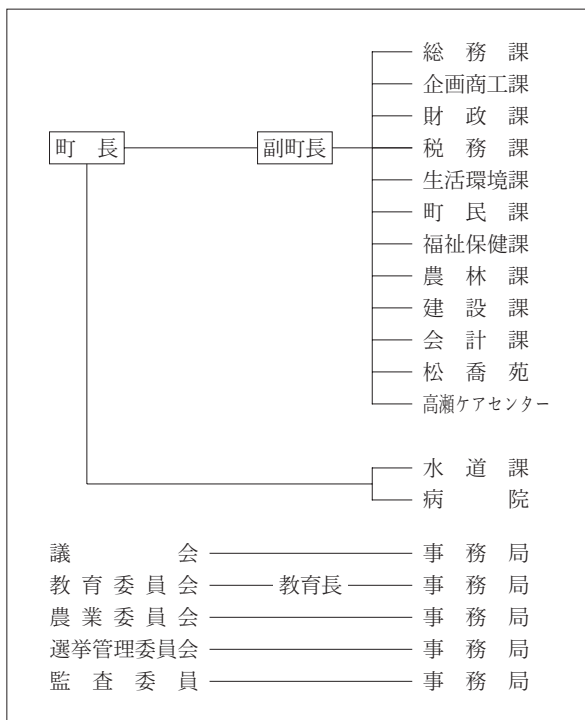 総務課
企画商工課
財政課
町長 副町長 税務課
生活環境課
町民課
福祉保健課
農林課
建設課
会計課
松喬苑
高瀬ケアセンター
水道課
病院
議会 事務局
教育委員会 教育長 事務局
農業委員会 事務局
選挙管理委員会 事務局
監査委員 事務局